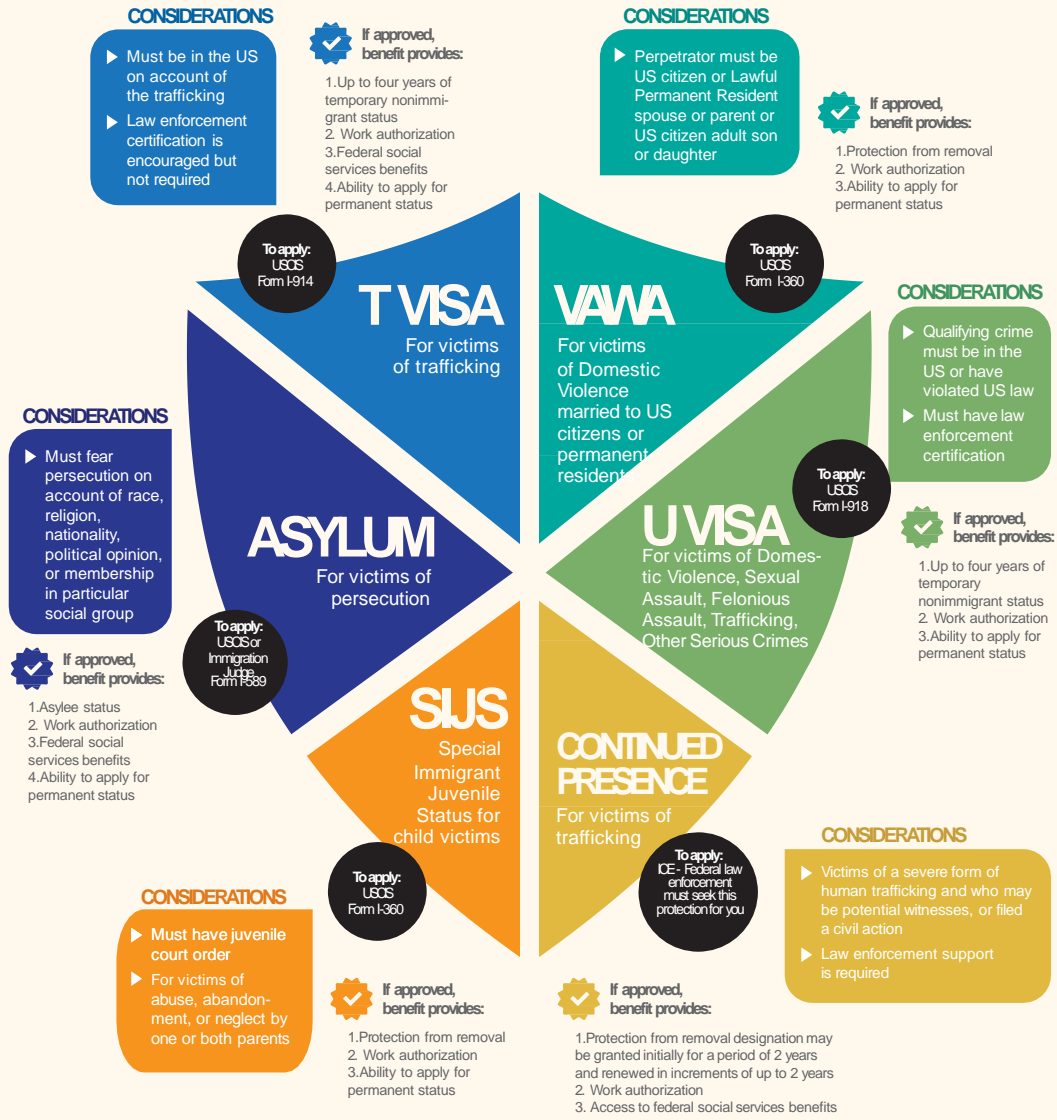 CONSIDERATIONS
Must be in the US
on account of
the trafficking
Law enforcement
certification is
encouraged but
not required
If approved,
benefit provides:
1.Up to four years of
temporary nonimmi-
grant status
2. Work authorization
3.Federal social
services benefits
4.Ability to apply for
permanent status
To apply:
USCIS
Form I-914
T VISA
For victims
of trafficking
CONSIDERATIONS
Perpetrator must be
US citizen or Lawful
Permanent Resident
spouse or parent or
US citizen adult son
or daughter
If approved,
benefit provides:
1.Protection from removal
2. Work authorization
3.Ability to apply for
permanent status
To apply:
USCIS
Form I-360
VAWA
For victims
of Domestic
Violence
married to US
citizens or
permanent
resident
CONSIDERATIONS
Qualifying crime
must be in the
US or have
violated US law
Must have law
enforcement
certification
To apply:
USCIS
Form I-918
If approved,
benefit provides:
1.Up to four years of
temporary
nonimmigrant status
2. Work authorization
3.Ability to apply for
permanent status
U VISA
For victims of Domes-
tic Violence, Sexual
Assault, Felonious
Assault, Trafficking,
Other Serious Crimes
CONSIDERATIONS
Must fear
persecution on
account of race,
religion,
nationality,
political opinion,
or membership
in particular
social group
ASYLUM
For victims of
persecution
To apply:
USCIS or
Immigration
Judge
Form I-589
If approved,
benefit provides:
1.Asylee status
2. Work authorization
3.Federal social
services benefits
4.Ability to apply for
permanent status
SIJS
Special
Immigrant
Juvenile
Status for
child victims
To apply:
USCIS
Form I-360
CONSIDERATIONS
Must have juvenile
court order
For victims of
abuse, abandon-
ment, or neglect by
one or both parents
If approved,
benefit provides:
1.Protection from removal
2. Work authorization
3.Ability to apply for
permanent status
CONTINUED
PRESENCE
For victims of
trafficking
To apply:
ICE - Federal law
enforcement
must seek this
protection for you
CONSIDERATIONS
Victims of a severe form of
human trafficking and who may
be potential witnesses, or filed
a civil action
Law enforcement support
is required
If approved,
benefit provides:
1.Protection from removal designation may
be granted initially for a period of 2 years
and renewed in increments of up to 2 years
2. Work authorization
3. Access to federal social services benefits